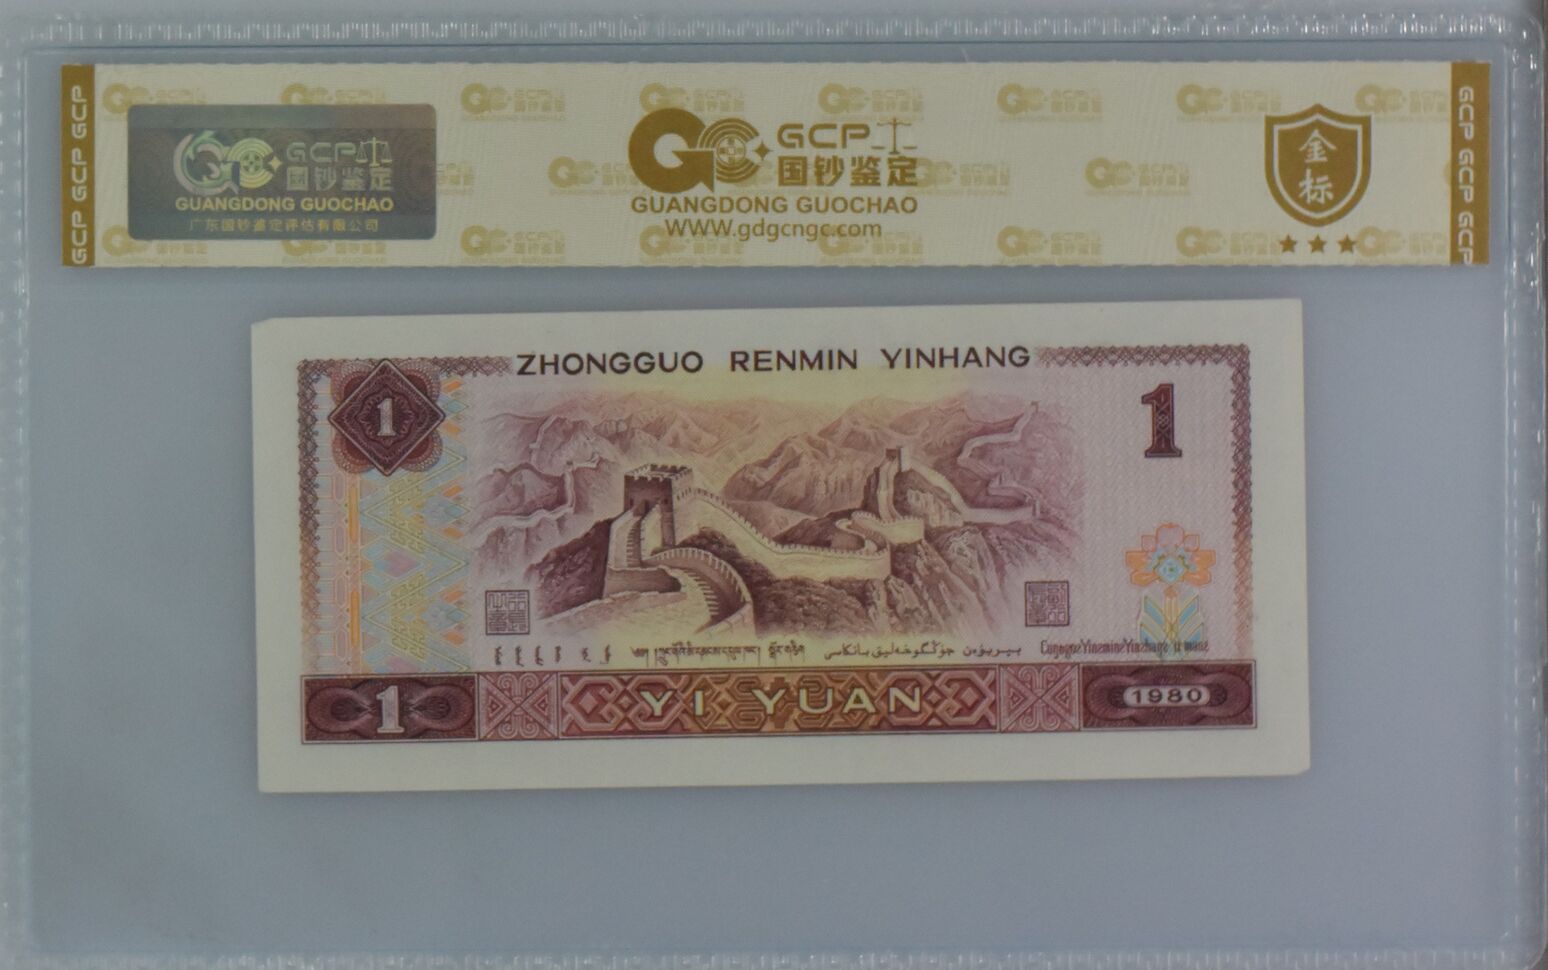 GCP GCP GCP
GCP
国钞鉴定
GUANGDONG GUOCHAO
广东国钞鉴定评估有限公司
GCP
国钞鉴定
GUANGDONG GUOCHAO
WWW.gdgcngc.com
金标
GCP GCP GCP
ZHONGGUO RENMIN YINHANG
1
1
1
YI YUAN
1980